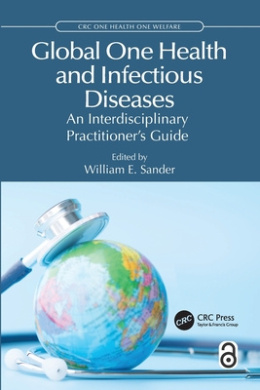 CRC ONE HEALTH ONE WELFARE
Global One Health
and Infectious
Diseases
An Interdisciplinary
Practitioner's Guide
Edited by
William E. Sander
CRC
CRC Press
Taylor & Francis Group